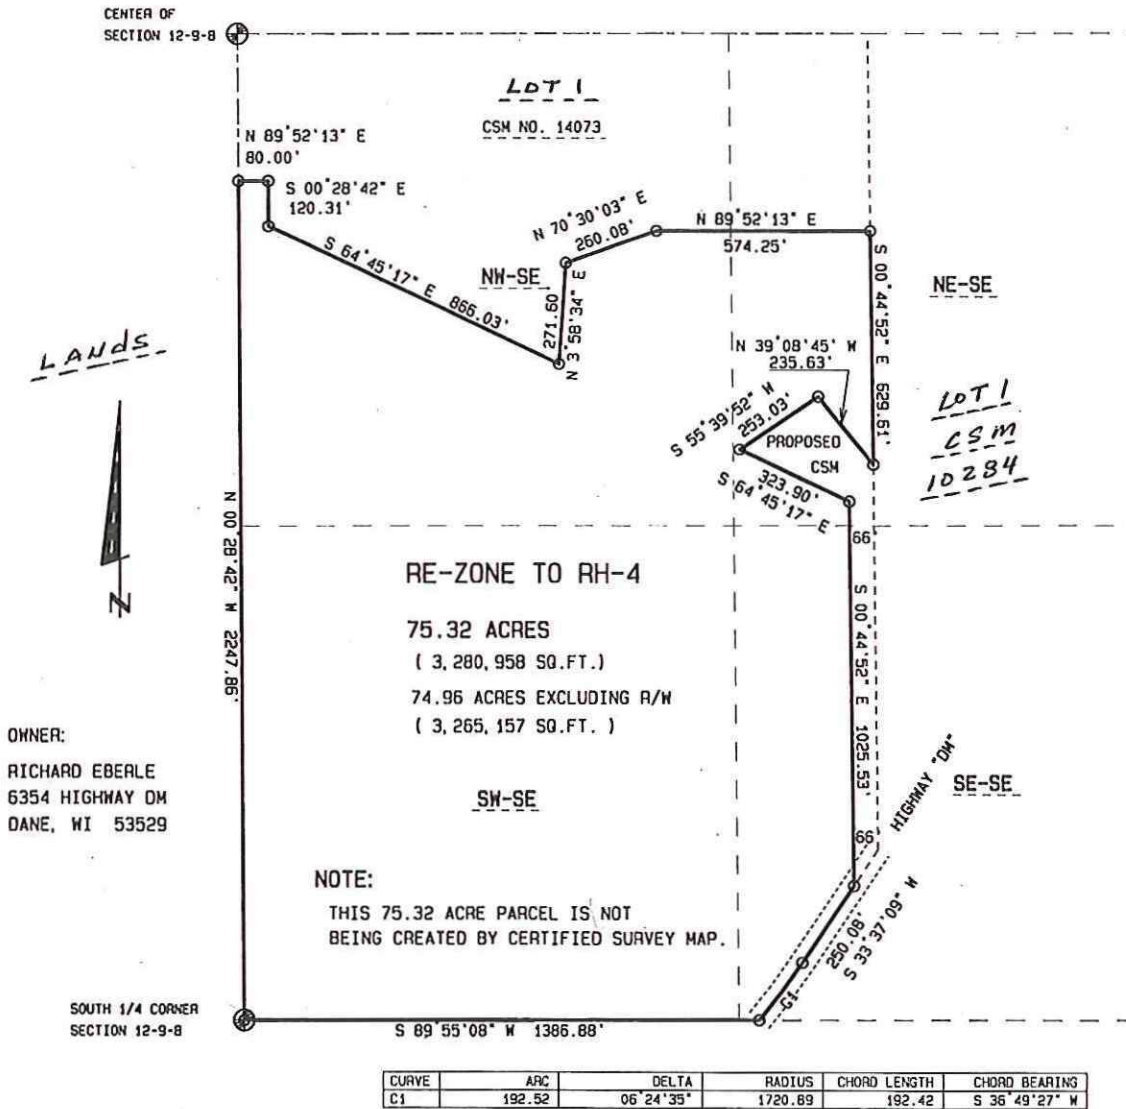 CENTER OF
SECTION 12-9-8
LOT 1
CSM NO. 14073
N 89°52'13" E
80.00'
S 00°28'42" E
120.31'
S 64°45'17" E 866.03'
N 70°30'03" E
260.08'
N 89°52'13" E
574.25'
NW-SE
271.60
N 3°58'34" E
S 00°44'52" E 629.61'
NE-SE
LANDS
N 39°08'45" W
235.63'
S 55°39'52" W
253.03'
PROPOSED
CSM
323.90'
S 64°45'17" E
LOT 1
CSM
10284
N
N 00°28'42" W 2247.86'
66'
RE-ZONE TO RH-4
75.32 ACRES
( 3,280,958 SQ.FT.)
74.96 ACRES EXCLUDING R/W
( 3,265,157 SQ.FT. )
S 00°44'52" E 1025.53'
OWNER:
RICHARD EBERLE
6354 HIGHWAY DM
DANE, WI 53529
SW-SE
SE-SE
HIGHWAY "DM"
66'
NOTE:
THIS 75.32 ACRE PARCEL IS NOT
BEING CREATED BY CERTIFIED SURVEY MAP.
250.08'
S 33°37'09" W
C1
SOUTH 1/4 CORNER
SECTION 12-9-8
S 89°55'08" W 1386.88'
CURVE ARC DELTA RADIUS CHORD LENGTH CHORD BEARING
C1 192.52 06°24'35" 1720.89 192.42 S 36°49'27" W